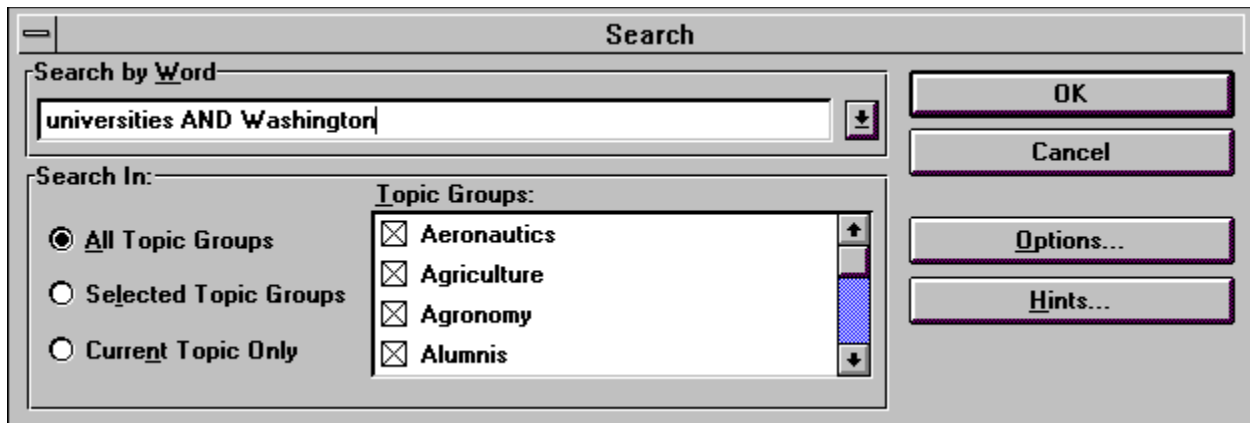 Search
Search by Word
universities AND Washington
OK
Cancel
Search In:
Topic Groups:
All Topic Groups
Selected Topic Groups
Current Topic Only
Aeronautics
Agriculture
Agronomy
Alumnis
Options...
Hints...